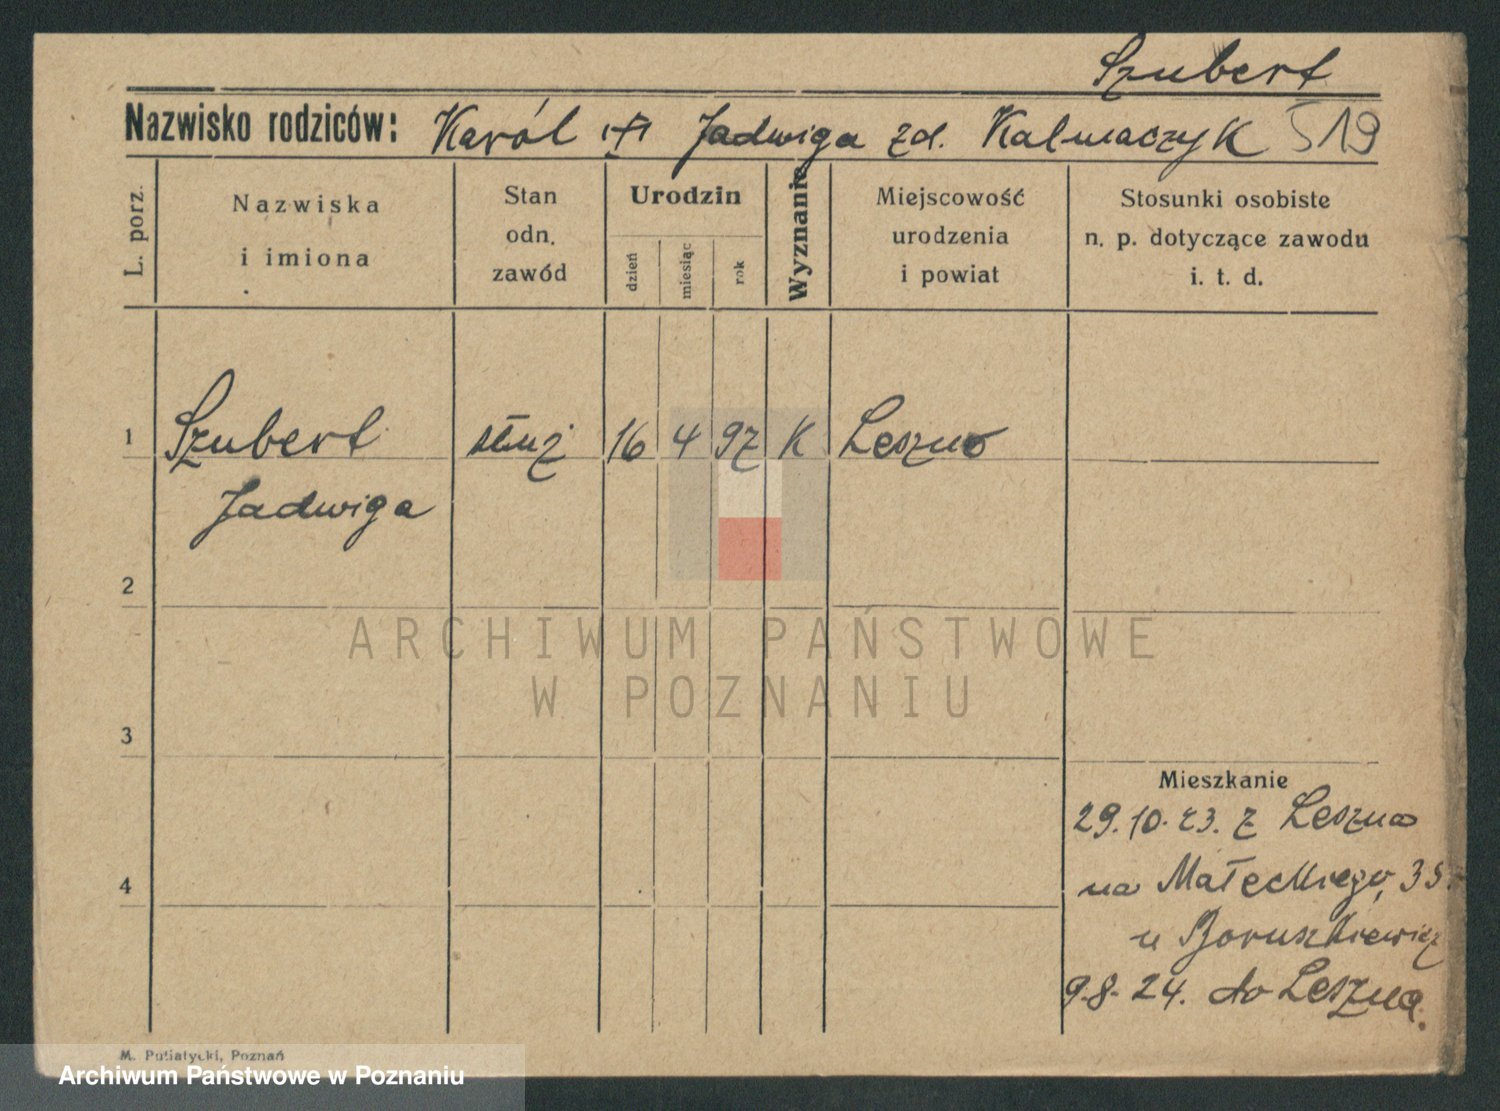 Szubert
Nazwisko rodziców: Karól i Jadwiga zd. Kalmaczyk 519
L. porz.
Nazwiska
i imiona
Stan
odn.
zawód
Urodzin
dzień
miesiąc
rok
Wyznanie
Miejscowość
urodzenia
i powiat
Stosunki osobiste
n. p. dotyczące zawodu
i. t. d.
1 Szubert służ 16 4 97 K Leszno
Jadwiga
2
ARCHIWUM PAŃSTWOWE
W POZNANIU
3
Mieszkanie
29.10.23. z Leszna
4
na Małeckiego,
u Boruszkiewicz
9.8.24. do Leszna.
M. Putiatycki, Poznań
Archiwum Państwowe w Poznaniu